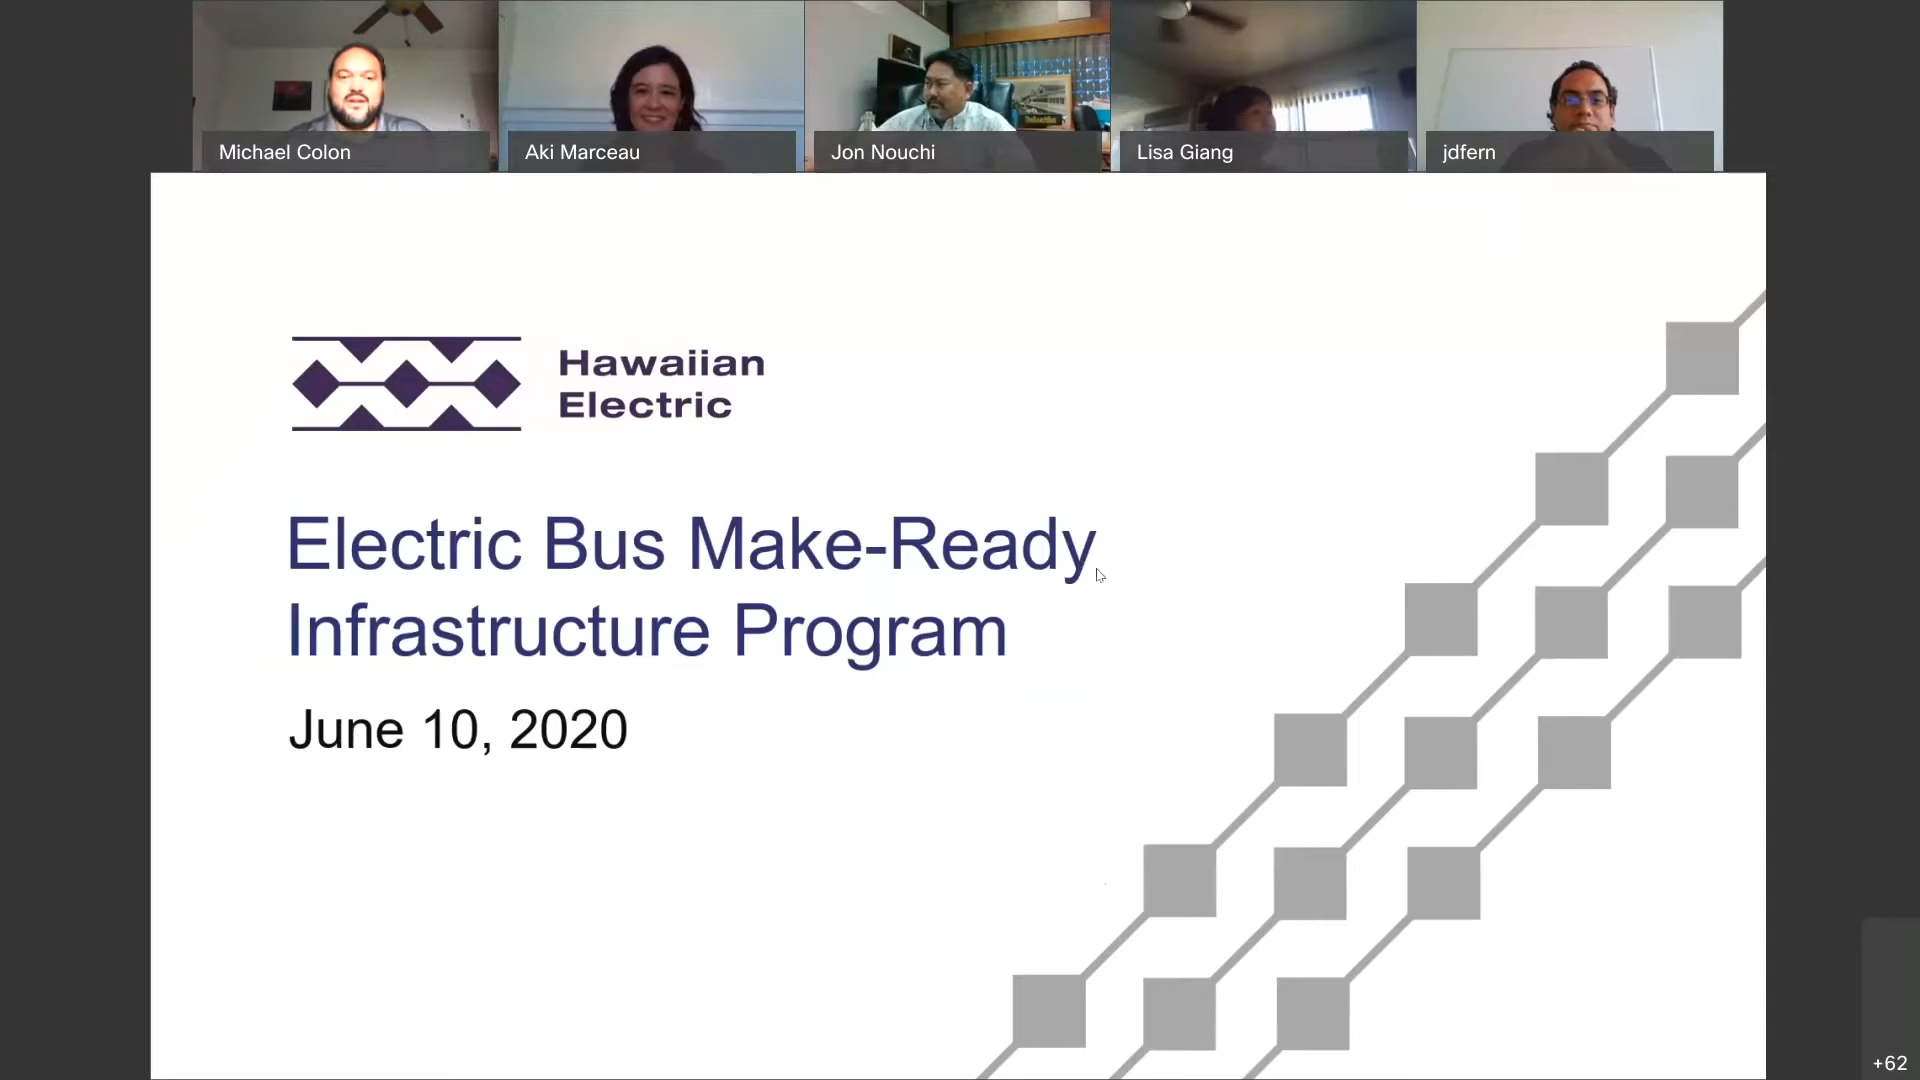 Michael Colon
Aki Marceau
Jon Nouchi
Lisa Giang
jdfern
Hawaiian
Electric
Electric Bus Make-Ready
Infrastructure Program
June 10, 2020
+62